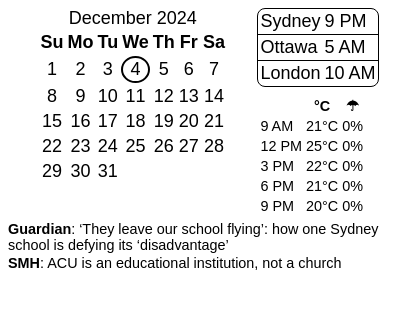 December 2024
Su Mo Tu We Th Fr Sa
1 2 3 4 5 6 7
8 9 10 11 12 13 14
15 16 17 18 19 20 21
22 23 24 25 26 27 28
29 30 31
Sydney 9 PM
Ottawa 5 AM
London 10 AM
°C ☂
9 AM 21°C 0%
12 PM 25°C 0%
3 PM 22°C 0%
6 PM 21°C 0%
9 PM 20°C 0%
Guardian: ‘They leave our school flying’: how one Sydney
school is defying its ‘disadvantage’
SMH: ACU is an educational institution, not a church